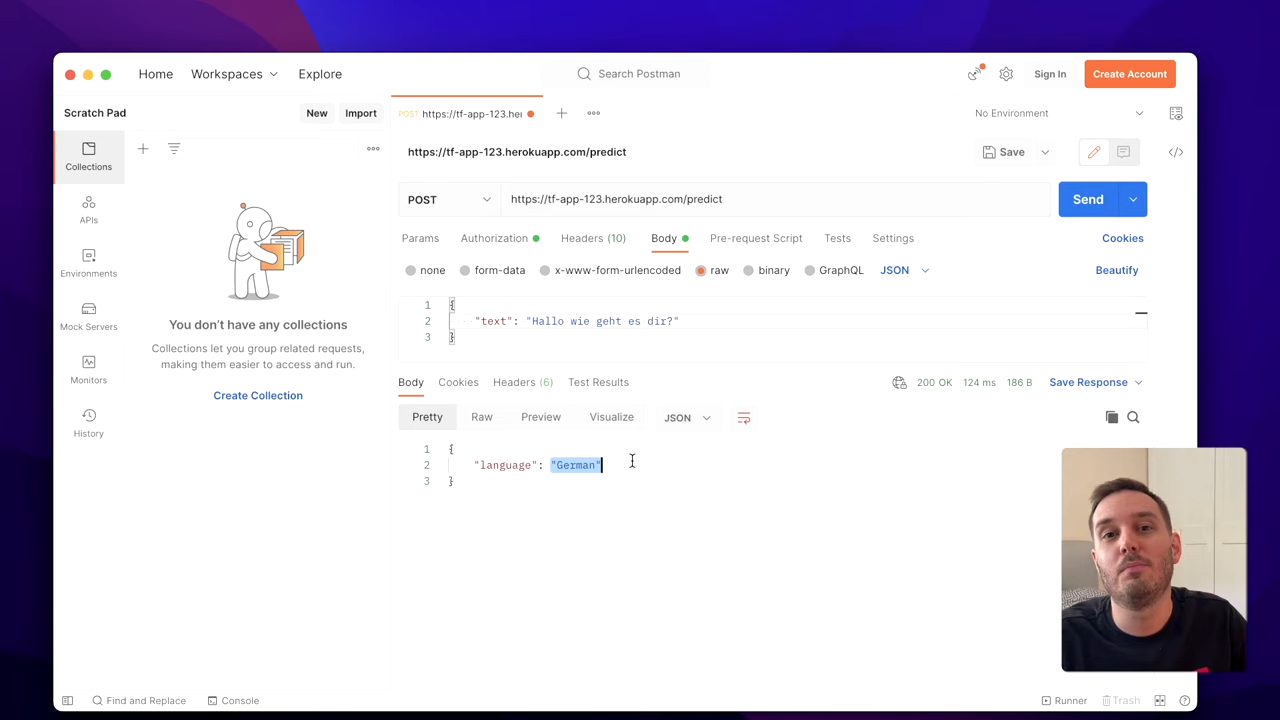 Home Workspaces Explore Search Postman Sign In Create Account
Scratch Pad New Import
POST https://tf-app-123.her No Environment
Collections
APIs
Environments
Mock Servers
Monitors
History
You don't have any collections
Collections let you group related requests,
making them easier to access and run.
Create Collection
https://tf-app-123.herokuapp.com/predict Save
POST https://tf-app-123.herokuapp.com/predict Send
Params Authorization Headers (10) Body Pre-request Script Tests Settings Cookies
none form-data x-www-form-urlencoded raw binary GraphQL JSON Beautify
1 {
2 "text": "Hallo wie geht es dir?"
3 }
Body Cookies Headers (6) Test Results 200 OK 124 ms 186 B Save Response
Pretty Raw Preview Visualize JSON
1 {
2 "language": "German"
3 }
Find and Replace Console Runner Trash